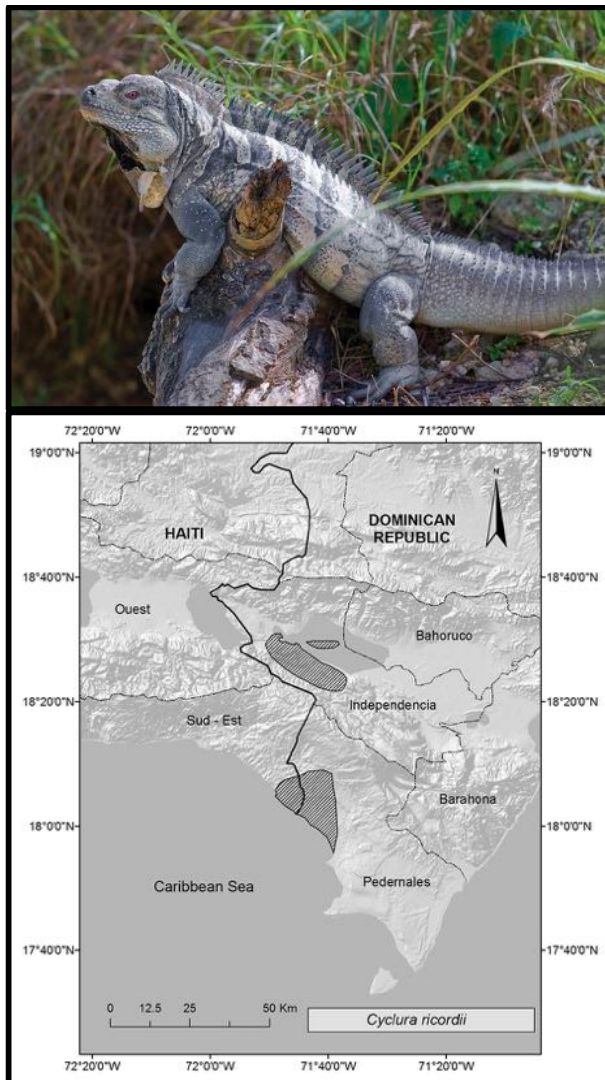 72°20'0"W 72°0'0"W 71°40'0"W 71°20'0"W
19°0'0"N 19°0'0"N
N
HAITI
DOMINICAN
REPUBLIC
18°40'0"N 18°40'0"N
Ouest
Bahoruco
18°20'0"N 18°20'0"N
Independencia
Sud - Est
Barahona
18°0'0"N 18°0'0"N
Caribbean Sea
Pedernales
17°40'0"N 17°40'0"N
0 12.5 25 50 Km
Cyclura ricordii
72°20'0"W 72°0'0"W 71°40'0"W 71°20'0"W